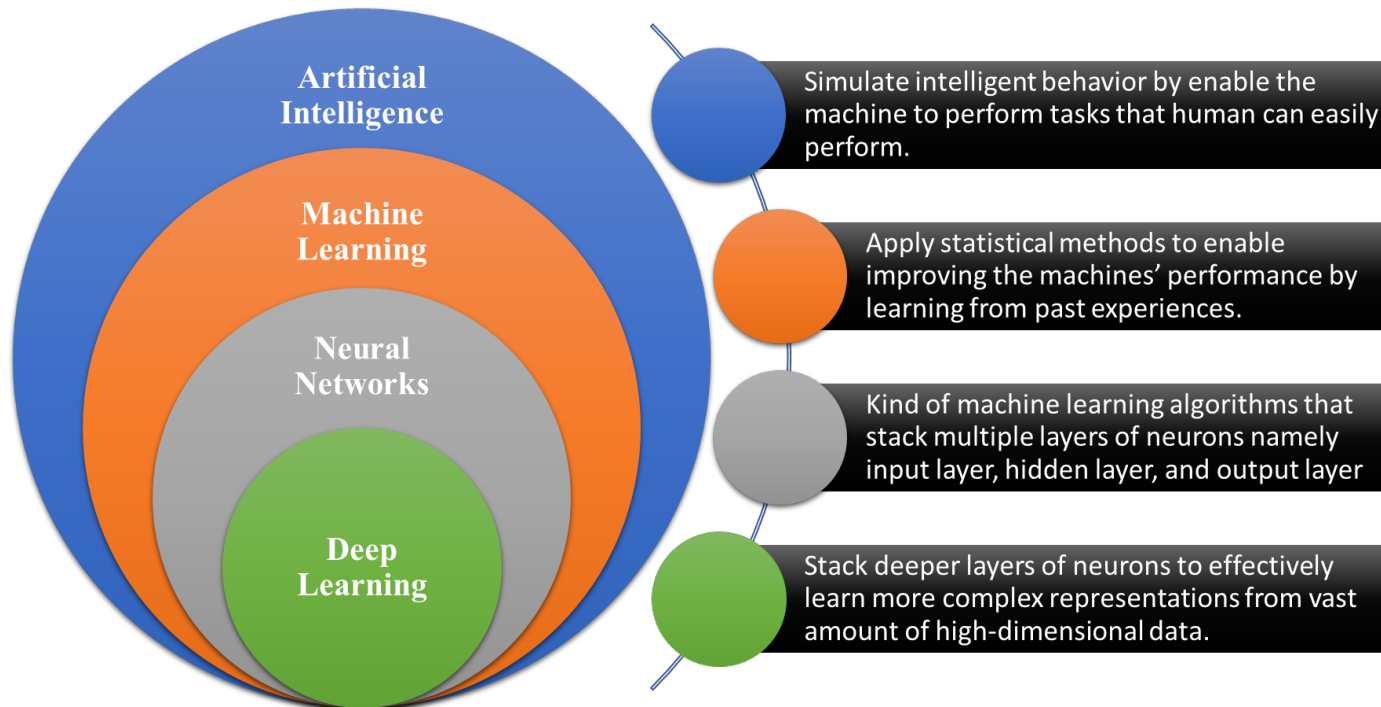 Artificial
Intelligence
Machine
Learning
Neural
Networks
Deep
Learning
Simulate intelligent behavior by enable the
machine to perform tasks that human can easily
perform.
Apply statistical methods to enable
improving the machines’ performance by
learning from past experiences.
Kind of machine learning algorithms that
stack multiple layers of neurons namely
input layer, hidden layer, and output layer
Stack deeper layers of neurons to effectively
learn more complex representations from vast
amount of high-dimensional data.